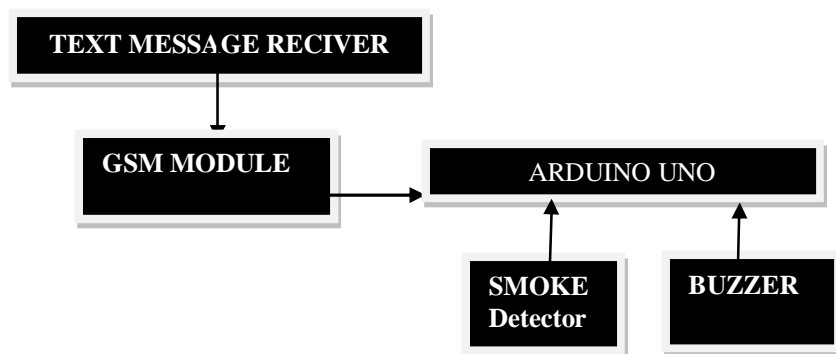 TEXT MESSAGE RECIVER
GSM MODULE
ARDUINO UNO
SMOKE
Detector
BUZZER